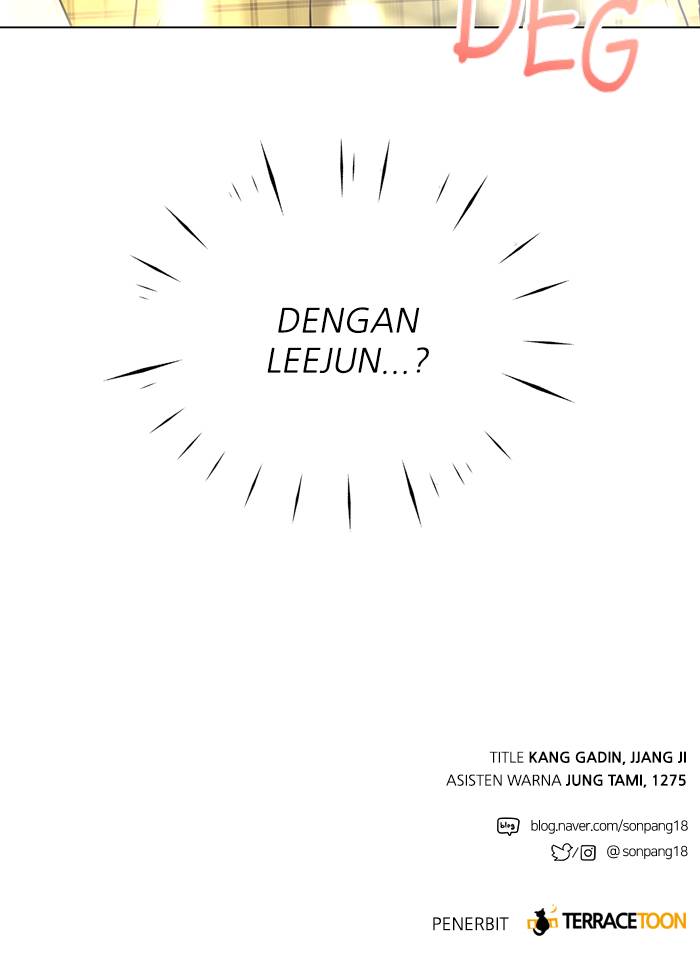 DEG
DENGAN
LEEJUN...?
TITLE KANG GADIN, JJANG JI
ASISTEN WARNA JUNG TAMI, 1275
blog blog.naver.com/sonpang18
/ @sonpang18
PENERBIT TERRACETOON